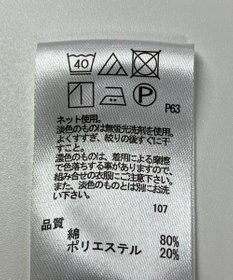 40
P
P63
ネット使用。
淡色のものは無蛍光洗剤を使用。
よくすすぎ、絞りの後すぐに干
すこと。
濃色のものは、着用による摩擦
で色落ちする事がありますので、
組み合せの衣服にご注意下さい。
また、淡色のものとは別にお洗
い下さい。
107
品質
綿 80%
ポリエステル 20%